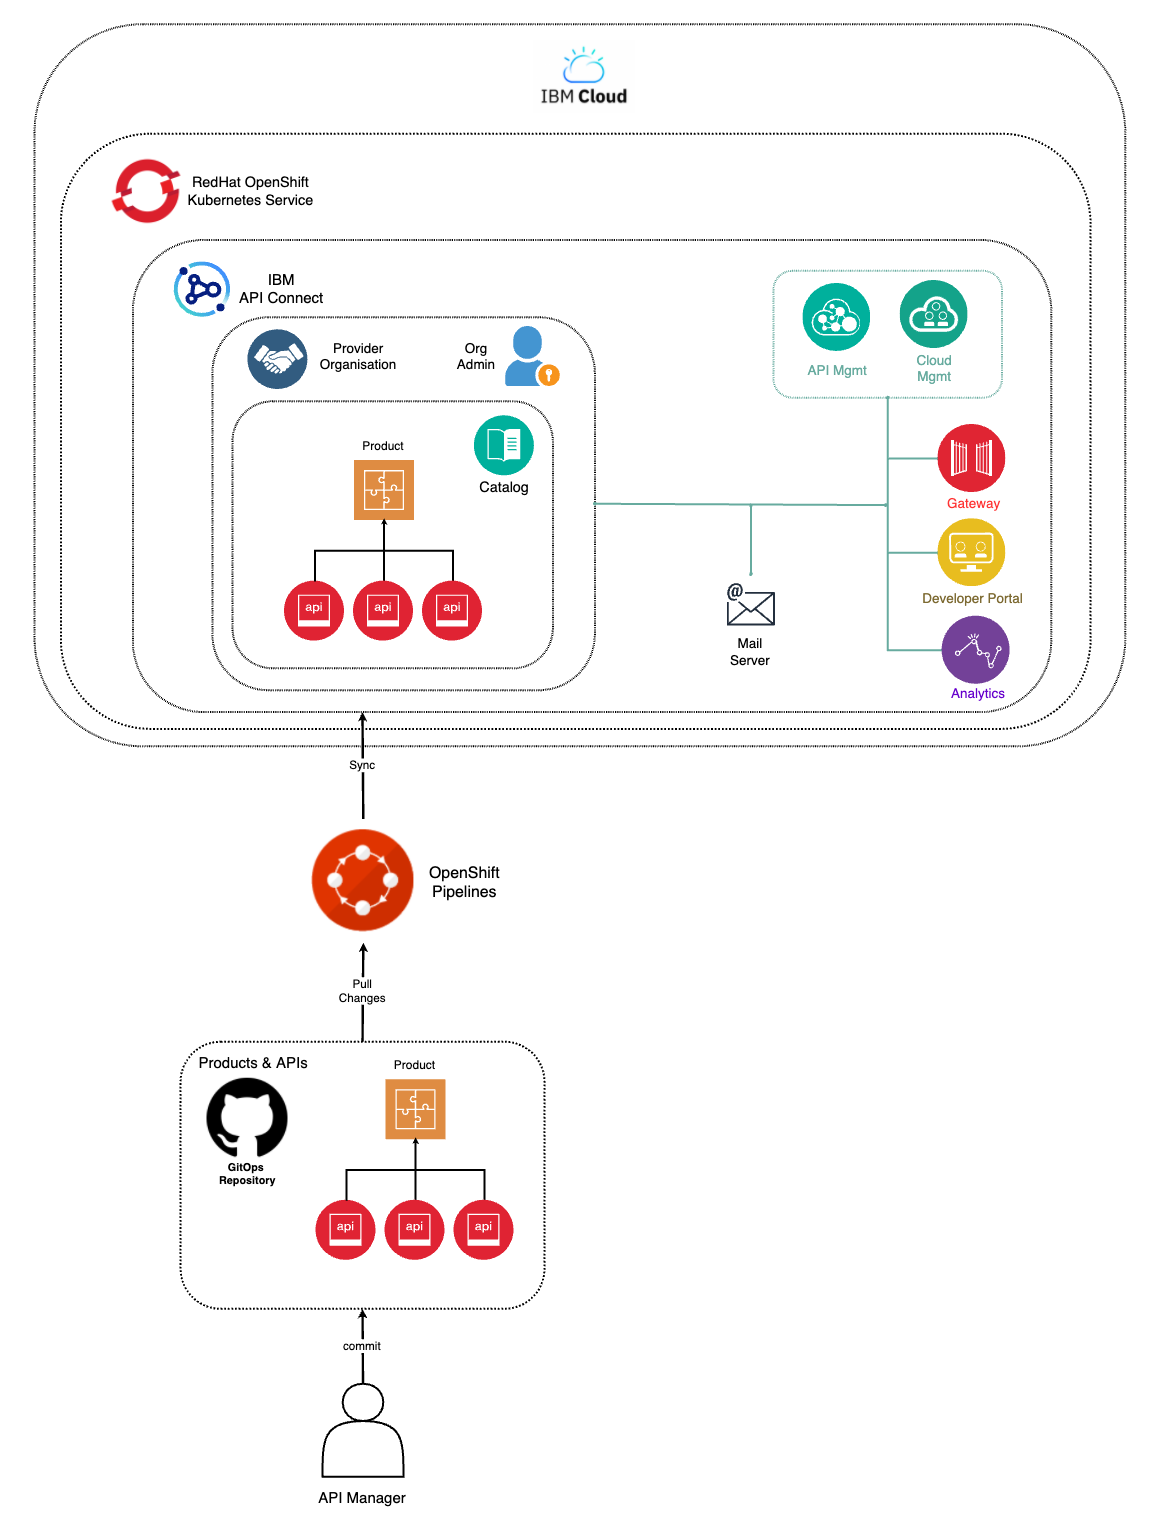 IBM Cloud
RedHat OpenShift
Kubernetes Service
IBM
API Connect
Provider
Organisation
Org
Admin
API Mgmt
Cloud
Mgmt
Product
Catalog
api
api
api
Gateway
Developer Portal
Analytics
@
Mail
Server
Sync
OpenShift
Pipelines
Pull
Changes
Products & APIs
Product
GitOps
Repository
api
api
api
commit
API Manager